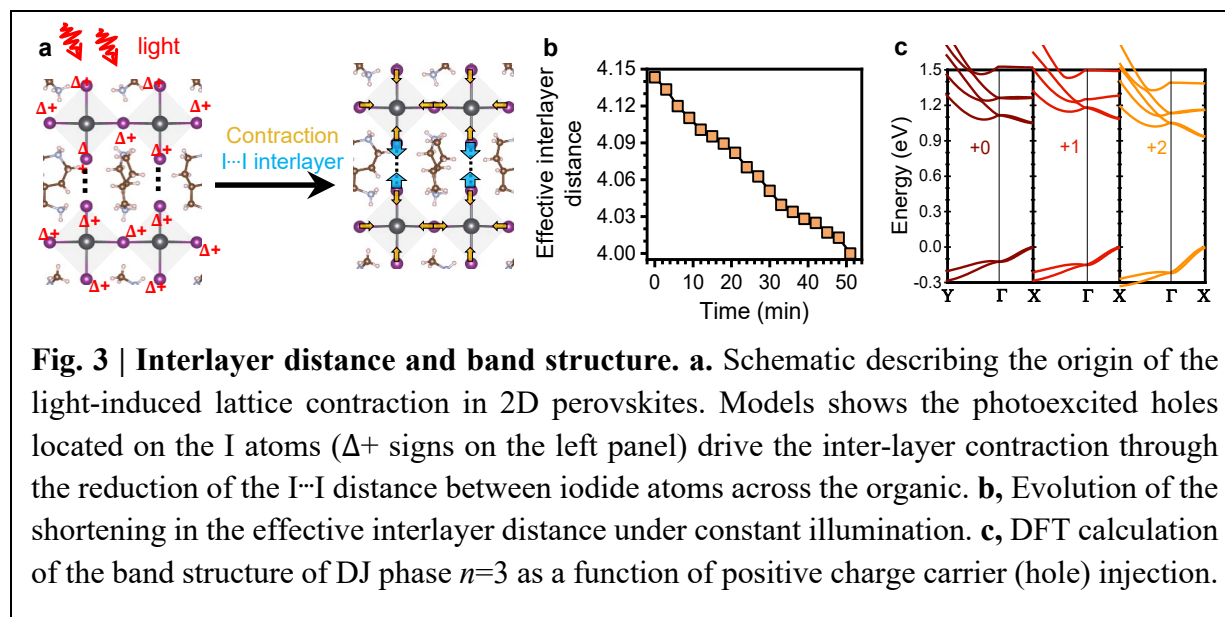 a
light
Δ+ Δ+
Δ+ Δ+ Δ+
Δ Δ+
Δ+ Δ+
Δ+ Δ+
Δ+ Δ+
Contraction
I···I interlayer
b
Effective interlayer
distance
4.15
4.12
4.09
4.06
4.03
4.00
0 10 20 30 40 50
Time (min)
c
Energy (eV)
1.5
1.2
0.9
0.6
0.3
0.0
-0.3
+0 +1 +2
Y Γ X Γ X Γ X
Fig. 3 | Interlayer distance and band structure. a. Schematic describing the origin of the
light-induced lattice contraction in 2D perovskites. Models shows the photoexcited holes
located on the I atoms (Δ+ signs on the left panel) drive the inter-layer contraction through
the reduction of the I···I distance between iodide atoms across the organic. b, Evolution of the
shortening in the effective interlayer distance under constant illumination. c, DFT calculation
of the band structure of DJ phase n=3 as a function of positive charge carrier (hole) injection.